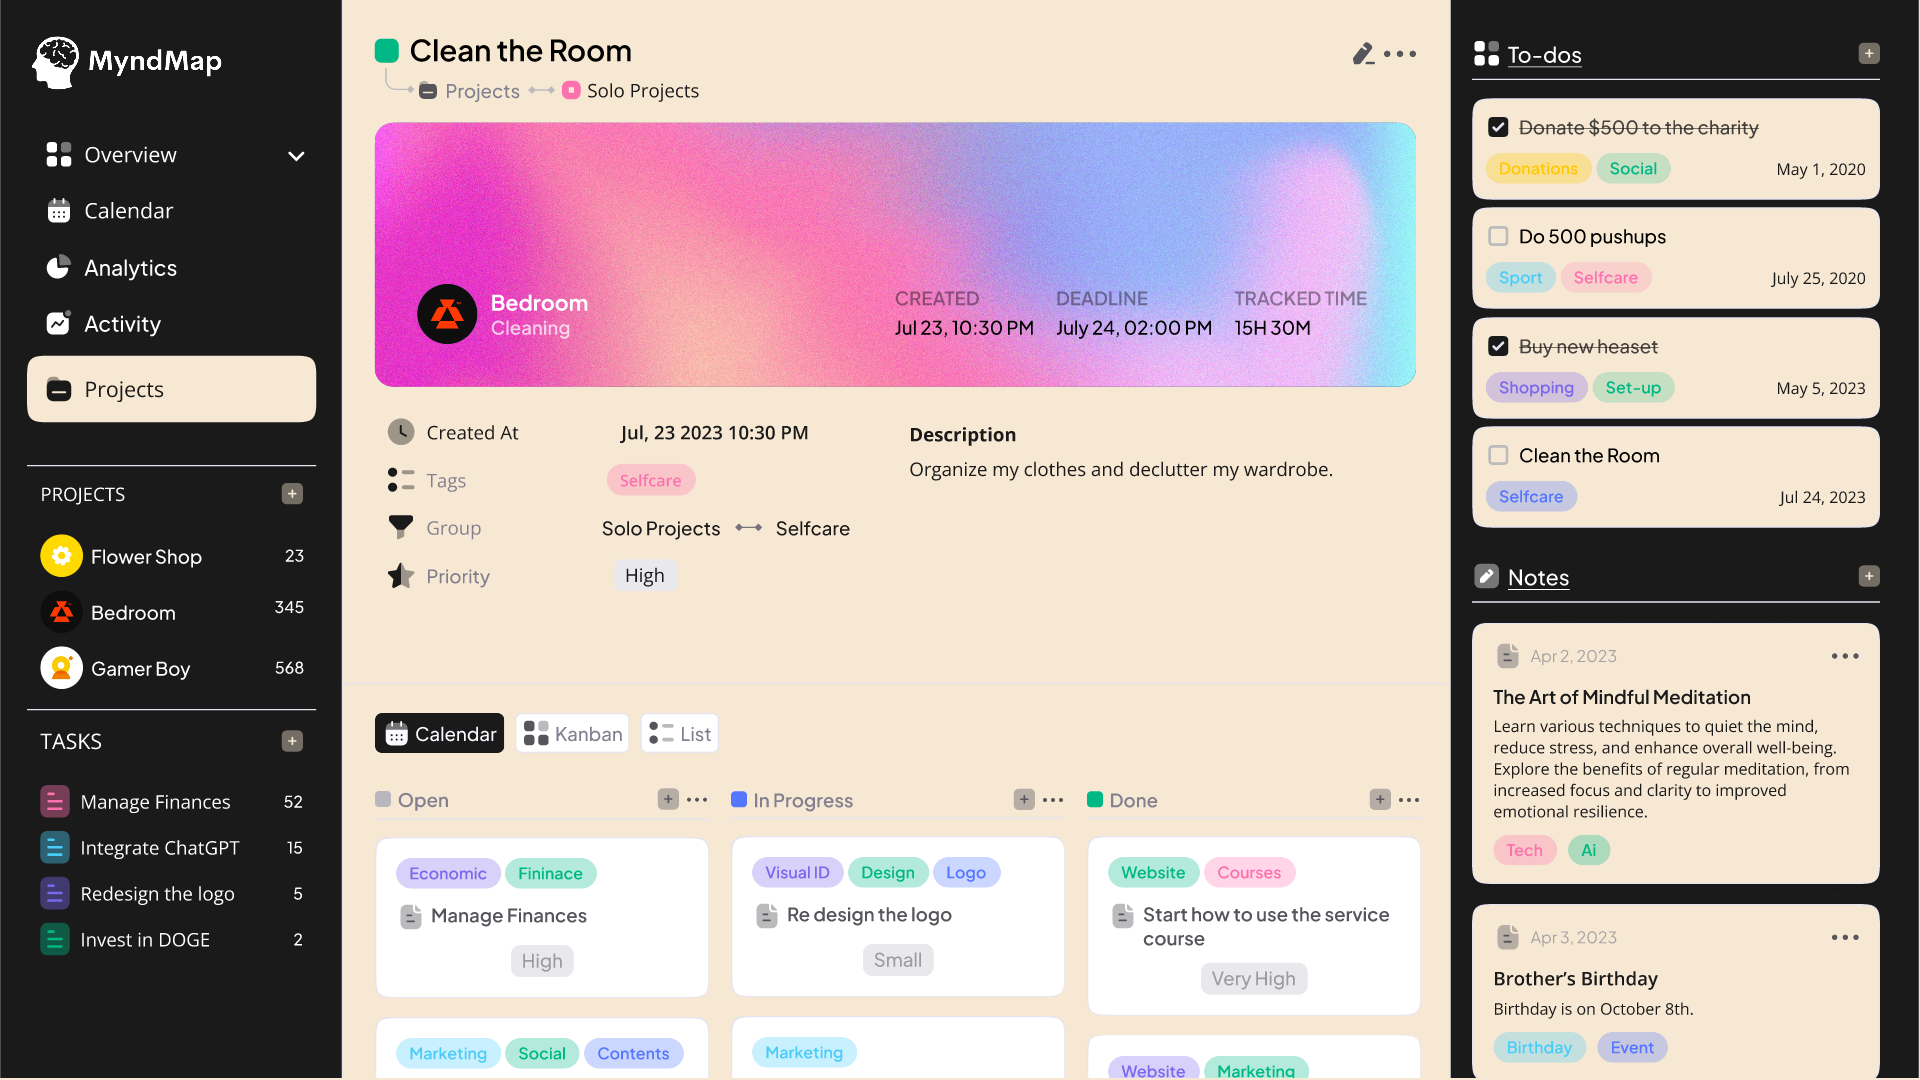 MyndMap
Overview
Calendar
Analytics
Activity
Projects
PROJECTS
Flower Shop 23
Bedroom 345
Gamer Boy 568
TASKS
Manage Finances 52
Integrate ChatGPT 15
Redesign the logo 5
Invest in DOGE 2
Clean the Room
Projects Solo Projects
Bedroom
Cleaning
CREATED DEADLINE TRACKED TIME
Jul 23, 10:30 PM July 24, 02:00 PM 15H 30M
Created At Jul, 23 2023 10:30 PM
Tags Selfcare
Group Solo Projects Selfcare
Priority High
Description
Organize my clothes and declutter my wardrobe.
Calendar Kanban List
Open
Economic Fininace
Manage Finances
High
Marketing Social Contents
In Progress
Visual ID Design Logo
Re design the logo
Small
Marketing
Done
Website Courses
Start how to use the service
course
Very High
Website Marketing
To-dos
Donate $500 to the charity
Donations Social May 1, 2020
Do 500 pushups
Sport Selfcare July 25, 2020
Buy new heaset
Shopping Set-up May 5, 2023
Clean the Room
Selfcare Jul 24, 2023
Notes
Apr 2, 2023
The Art of Mindful Meditation
Learn various techniques to quiet the mind,
reduce stress, and enhance overall well-being.
Explore the benefits of regular meditation, from
increased focus and clarity to improved
emotional resilience.
Tech Ai
Apr 3, 2023
Brother’s Birthday
Birthday is on October 8th.
Birthday Event